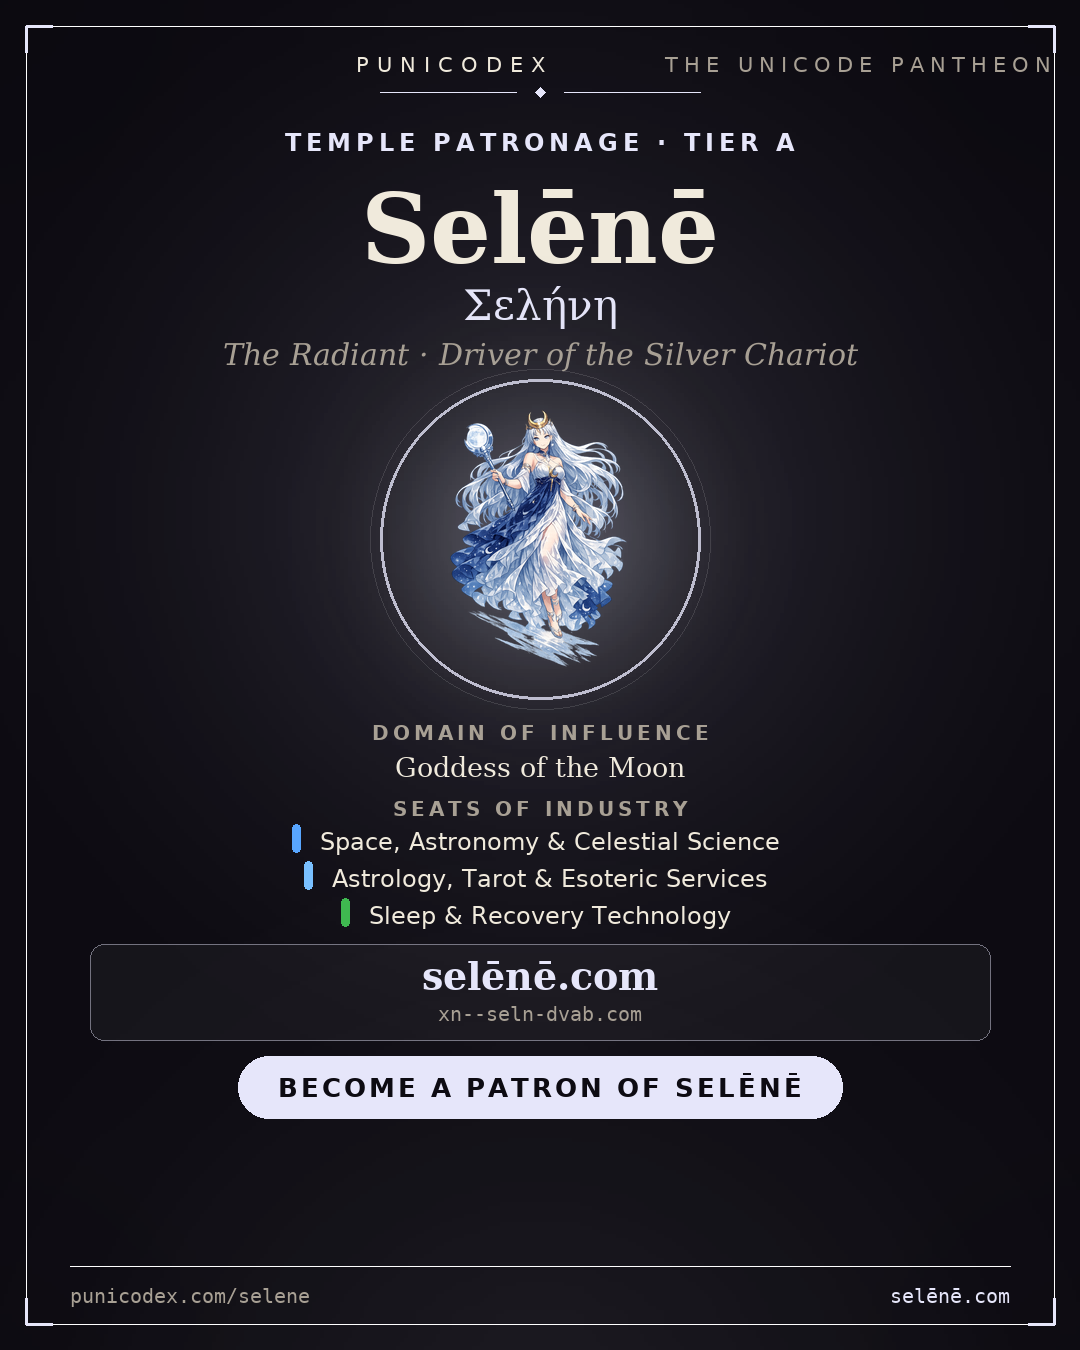 PUNICODEX THE UNICODE PANTHEON
TEMPLE PATRONAGE · TIER A
Selēnē
Σελήνη
The Radiant · Driver of the Silver Chariot
DOMAIN OF INFLUENCE
Goddess of the Moon
SEATS OF INDUSTRY
Space, Astronomy & Celestial Science
Astrology, Tarot & Esoteric Services
Sleep & Recovery Technology
selēnē.com
xn--seln-dvab.com
BECOME A PATRON OF SELĒNĒ
punicodex.com/selene selēnē.com